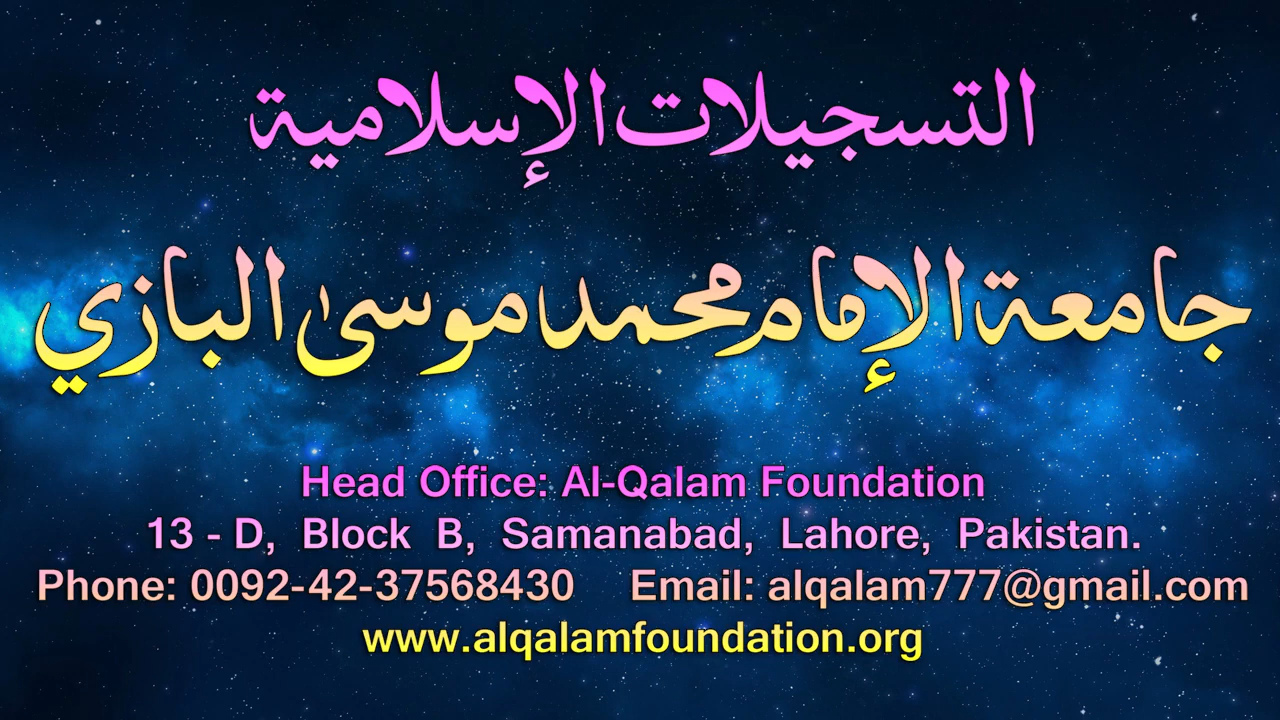 التسجيلات الإسلامية
جامعة الإمام محمد موسىٰ البازي
Head Office: Al-Qalam Foundation
13 - D, Block B, Samanabad, Lahore, Pakistan.
Phone: 0092-42-37568430 Email: alqalam777@gmail.com
www.alqalamfoundation.org